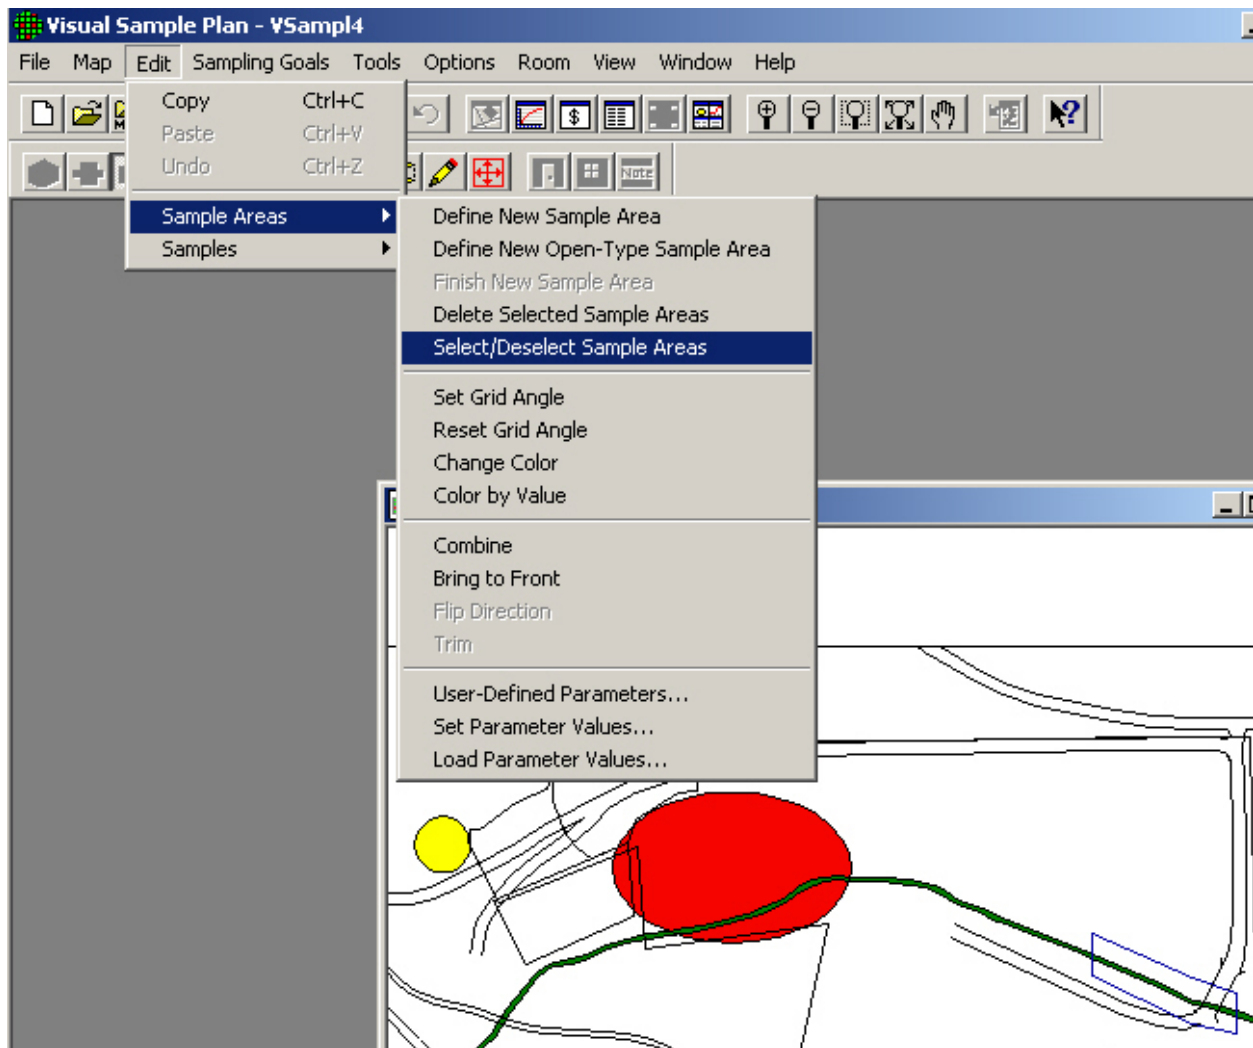 Visual Sample Plan - VSampl4
File Map Edit Sampling Goals Tools Options Room View Window Help
Copy Ctrl+C
Paste Ctrl+V
Undo Ctrl+Z
Note
Sample Areas
Samples
Define New Sample Area
Define New Open-Type Sample Area
Finish New Sample Area
Delete Selected Sample Areas
Select/Deselect Sample Areas
Set Grid Angle
Reset Grid Angle
Change Color
Color by Value
Combine
Bring to Front
Flip Direction
Trim
User-Defined Parameters...
Set Parameter Values...
Load Parameter Values...